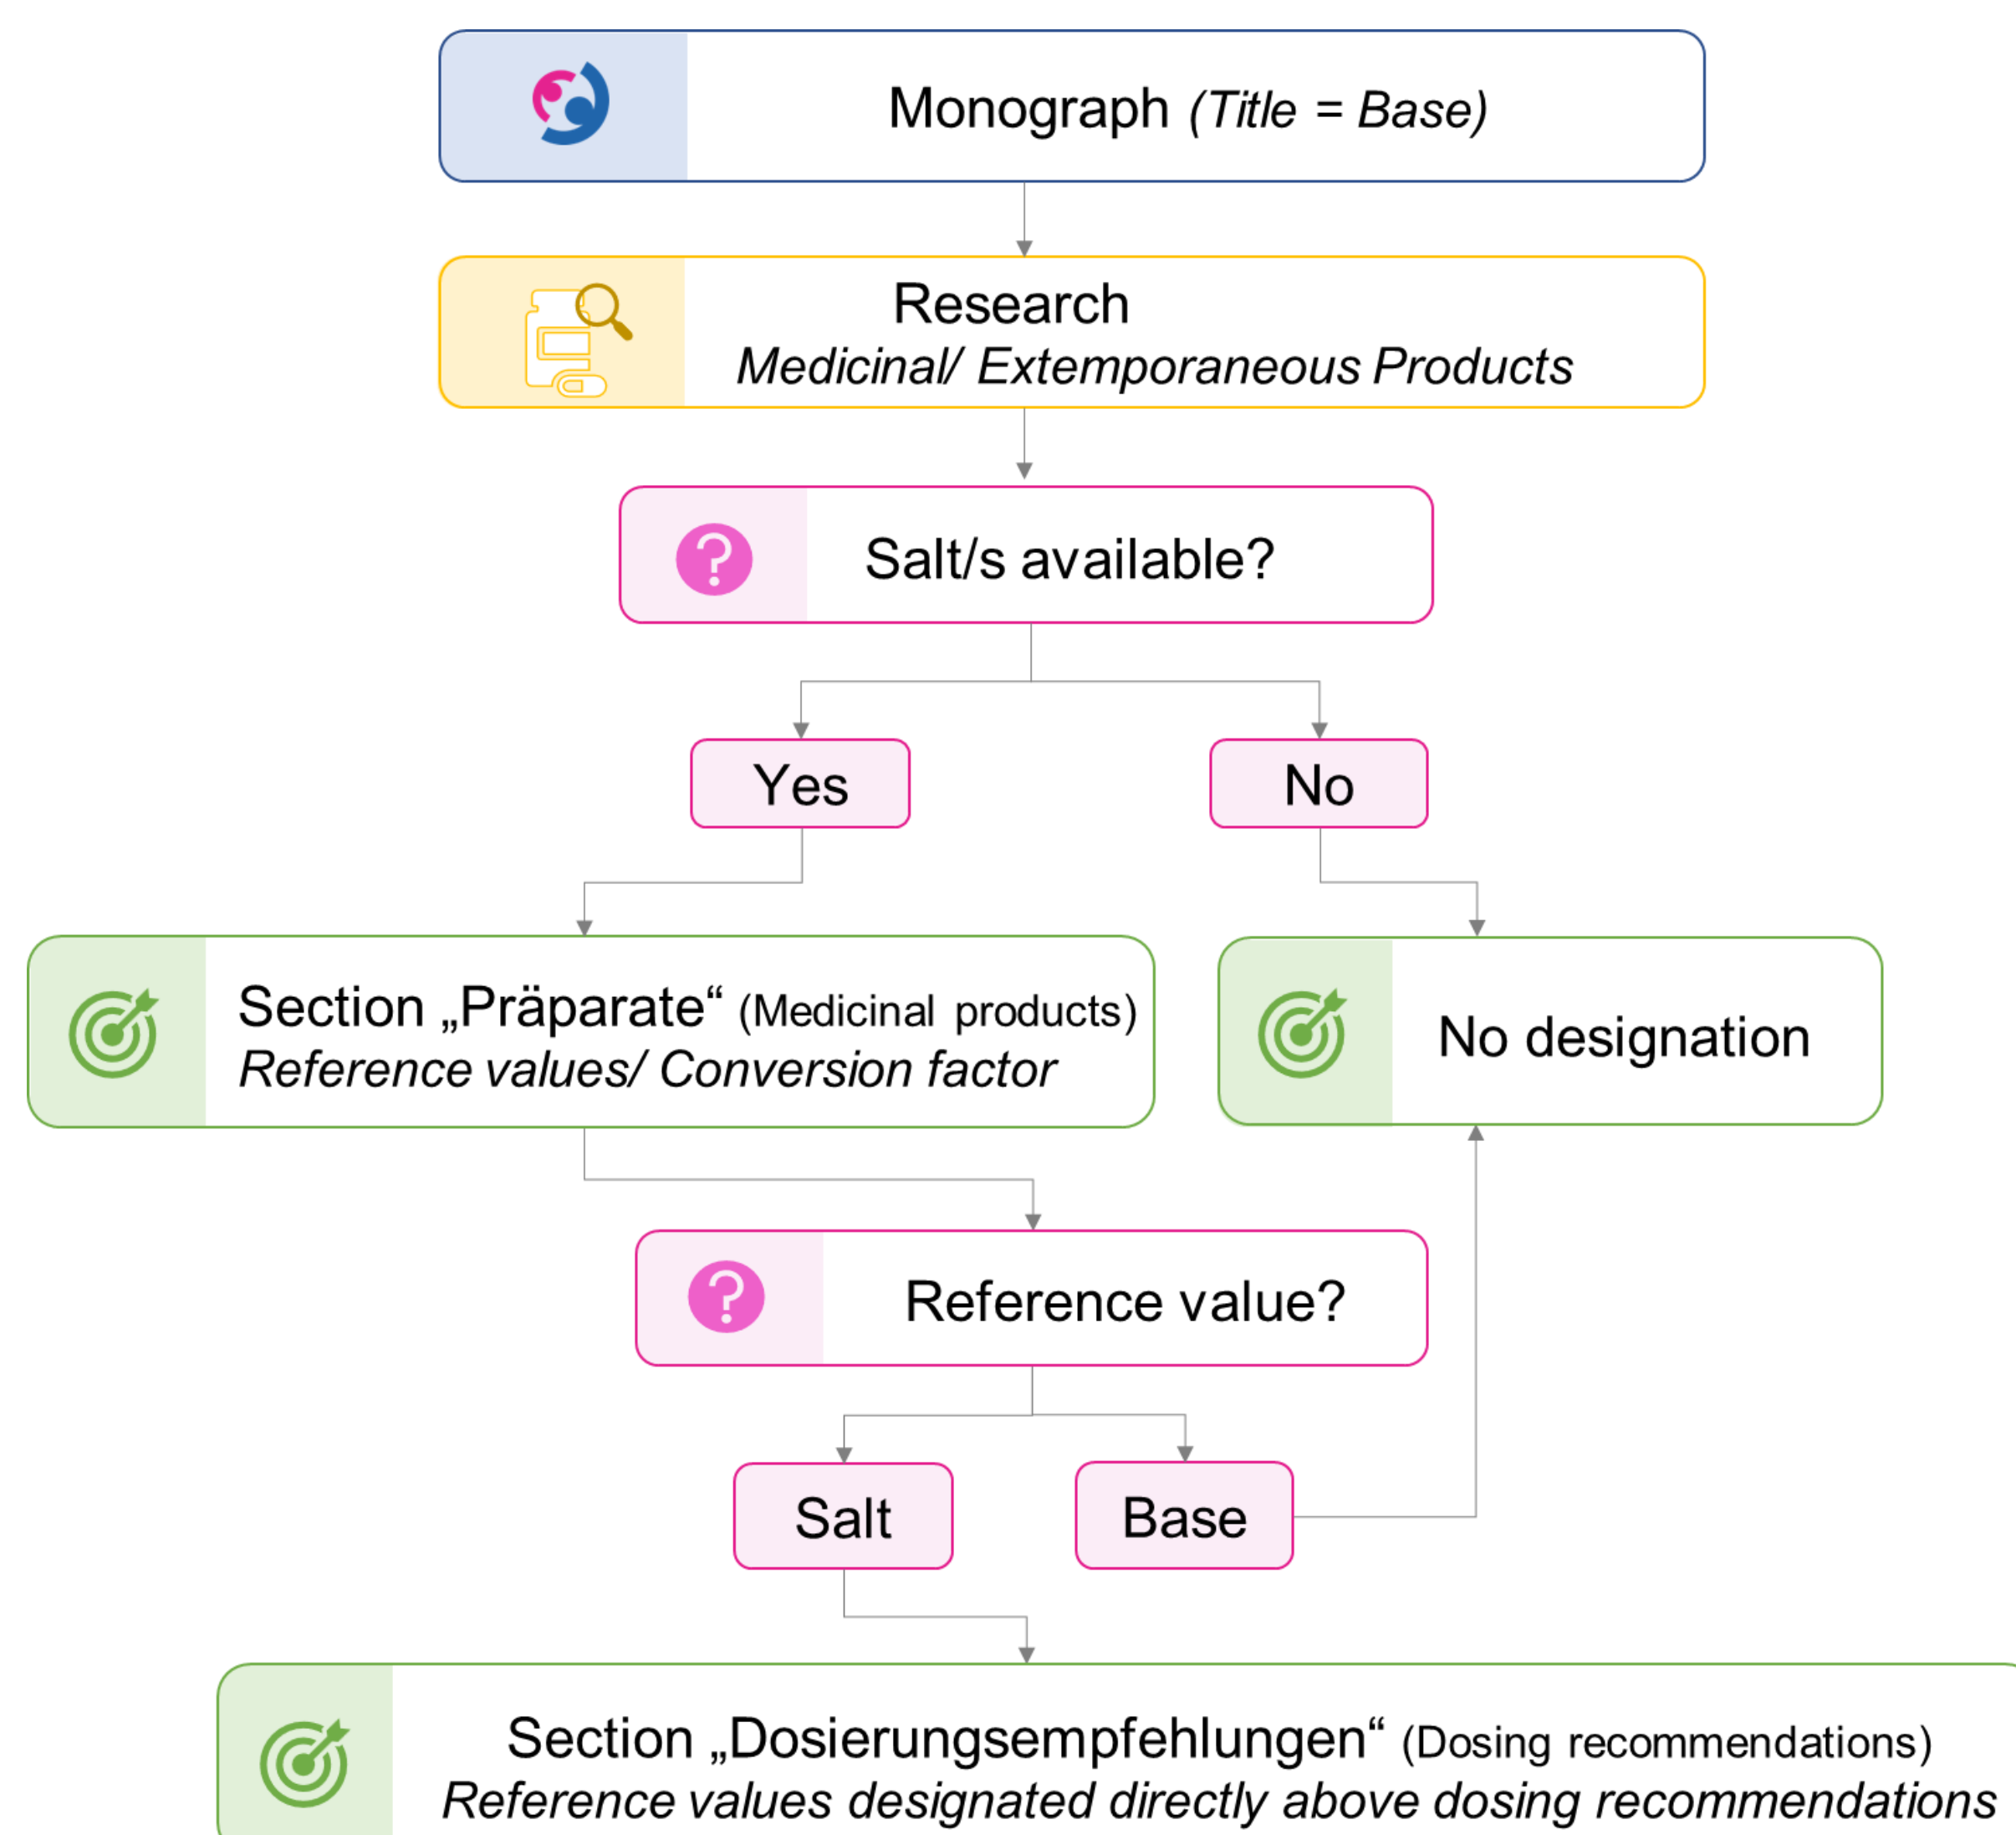 Monograph (Title = Base)
Research
Medicinal/ Extemporaneous Products
Salt/s available?
Yes
No
Section „Präparate“ (Medicinal products)
Reference values/ Conversion factor
No designation
Reference value?
Salt
Base
Section „Dosierungsempfehlungen“ (Dosing recommendations)
Reference values designated directly above dosing recommendations